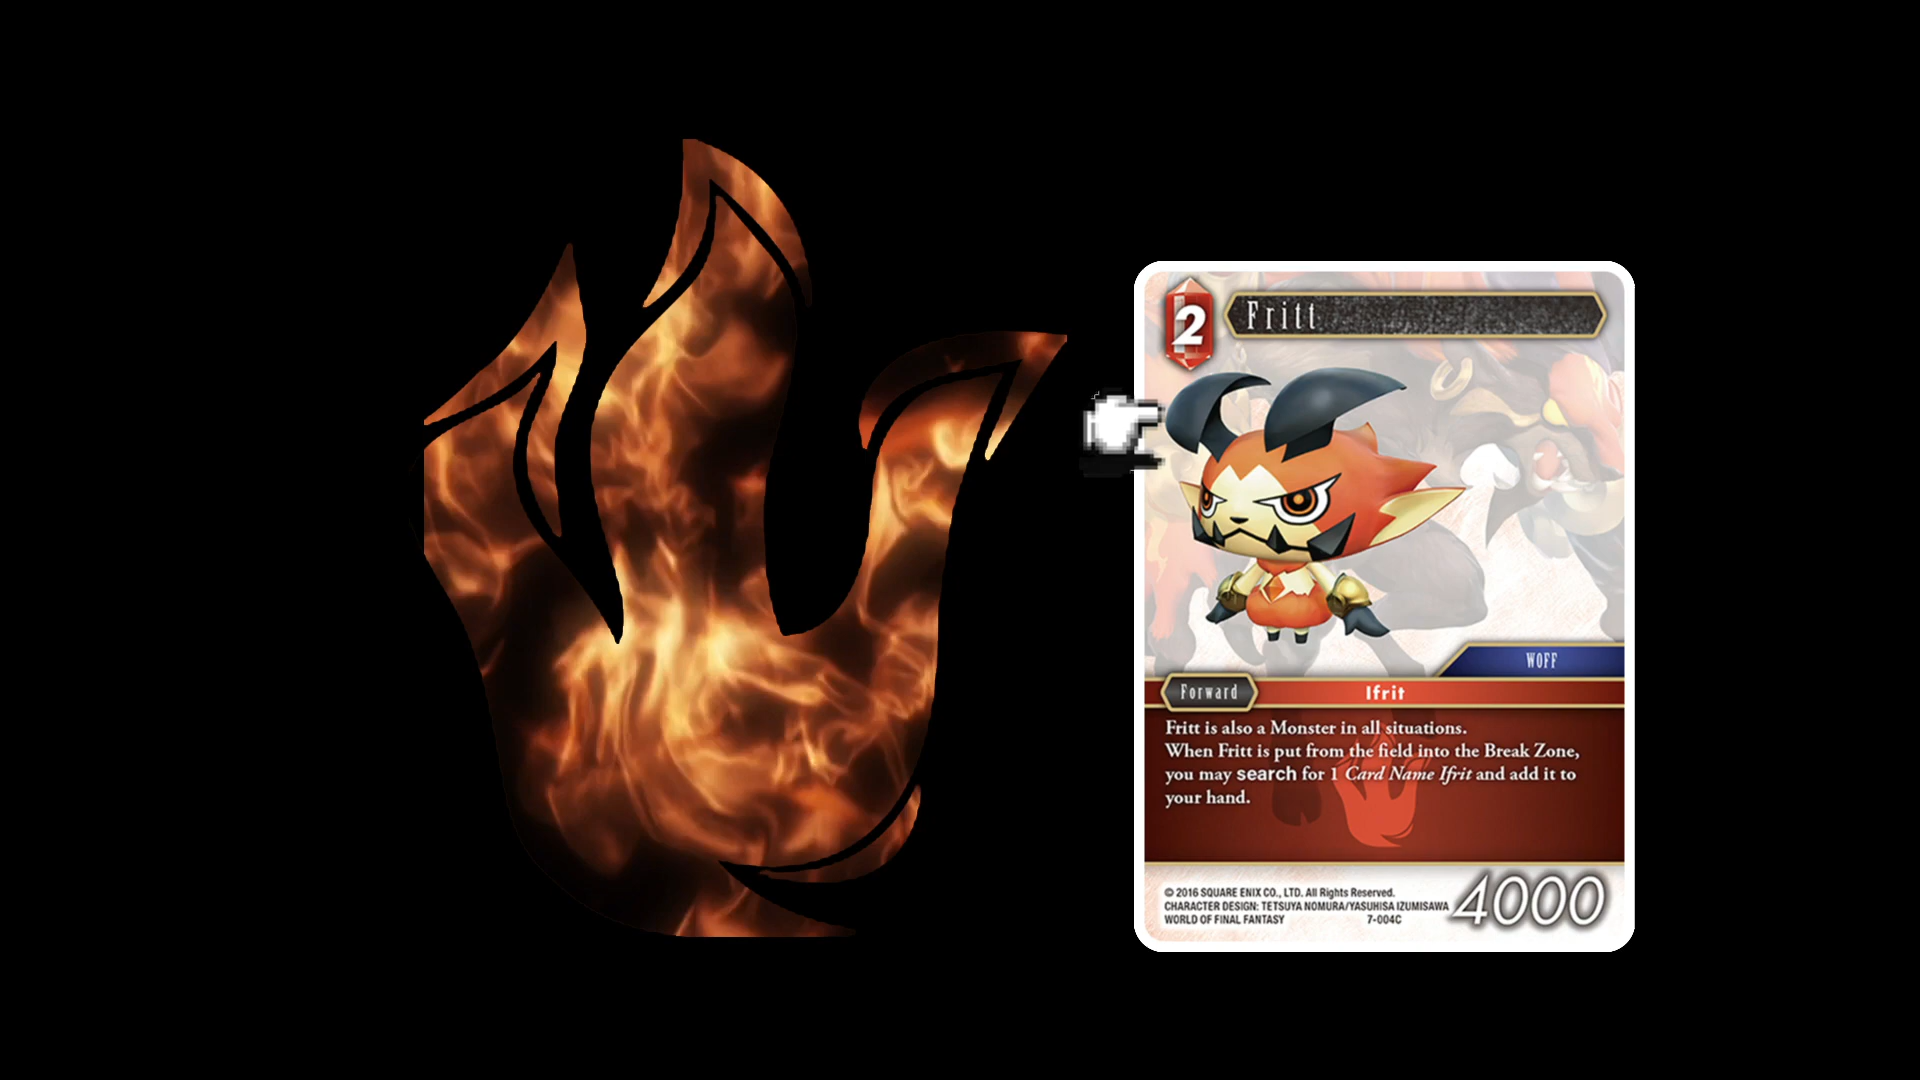 2
Fritt
WOFF
Forward
Ifrit
Fritt is also a Monster in all situations.
When Fritt is put from the field into the Break Zone,
you may search for 1 Card Name Ifrit and add it to
your hand.
© 2016 SQUARE ENIX CO., LTD. All Rights Reserved.
CHARACTER DESIGN: TETSUYA NOMURA/YASUHISA IZUMISAWA
WORLD OF FINAL FANTASY 7-004C
4000